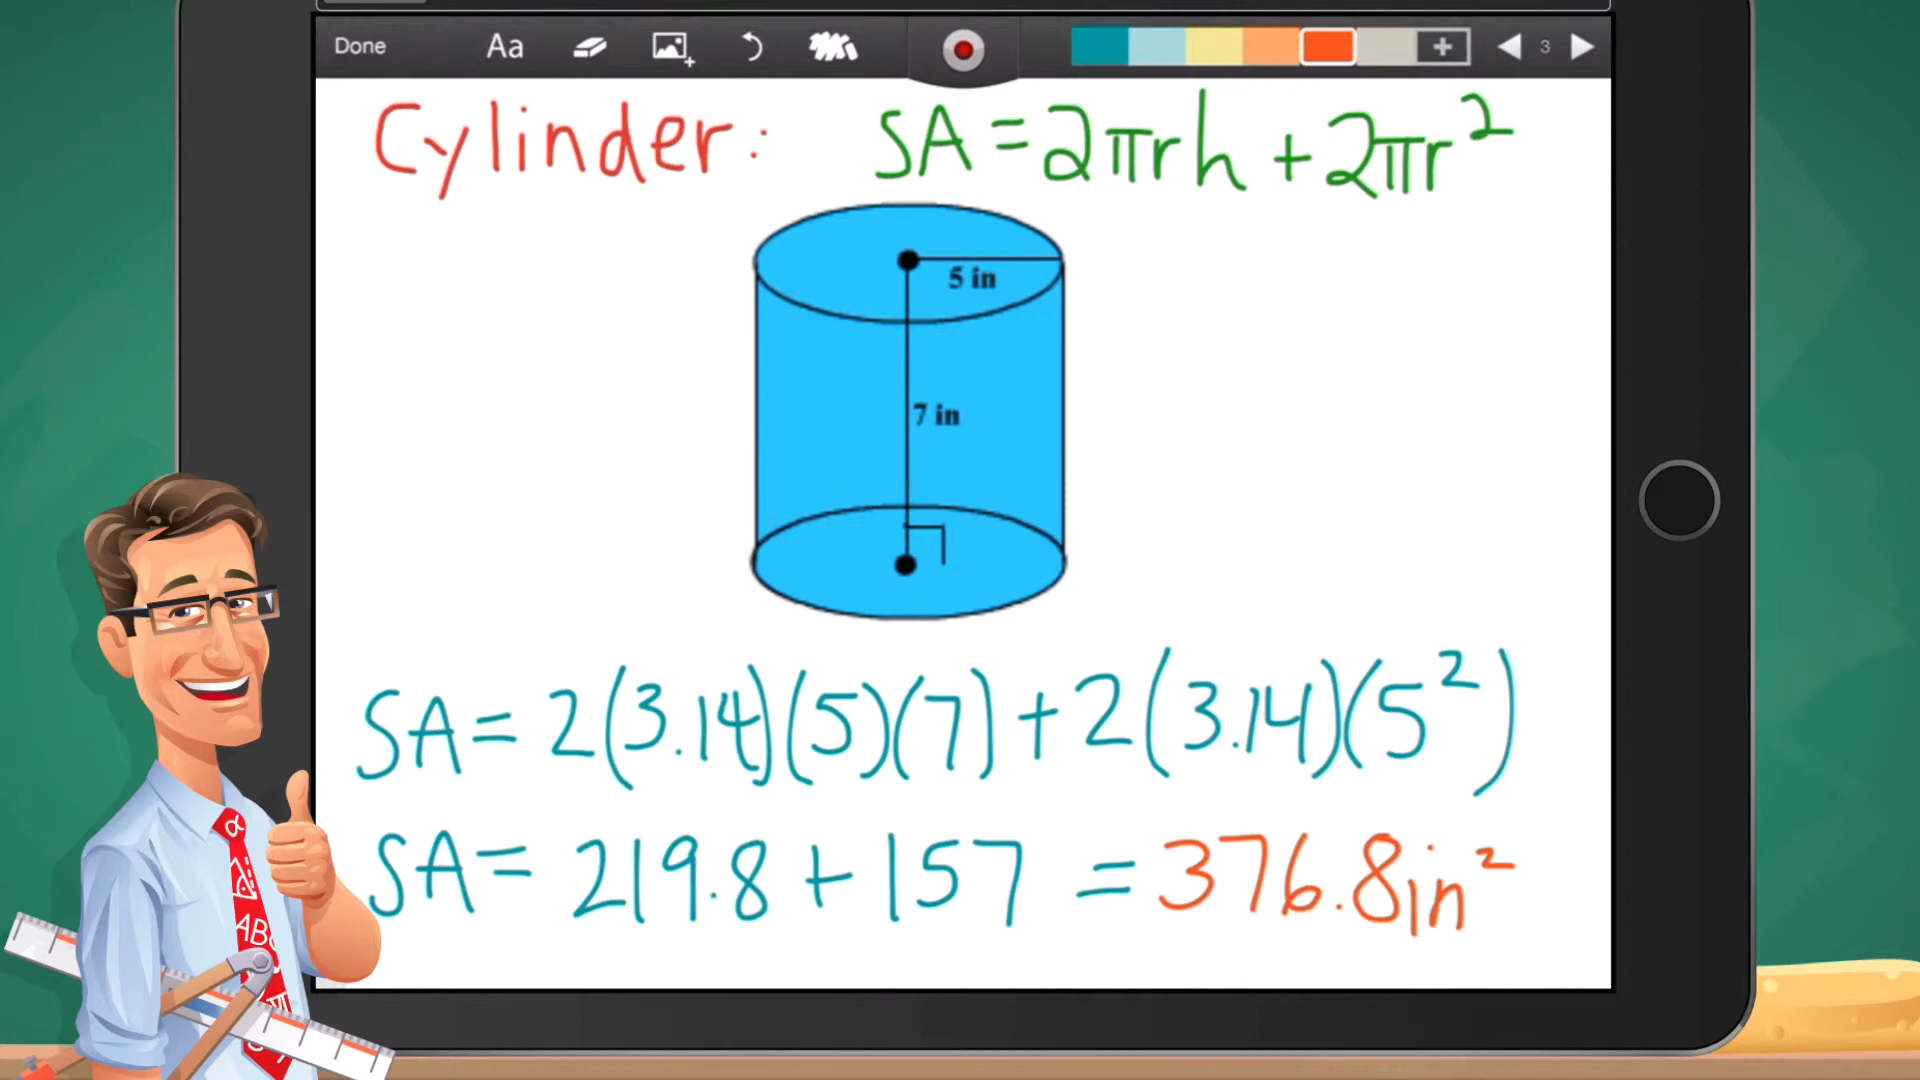 Done Aa 3
Cylinder: SA = 2πrh + 2πr²
5 in
7 in
SA = 2(3.14)(5)(7) + 2(3.14)(5²)
SA = 219.8 + 157 = 376.8in²
α
ABC
π